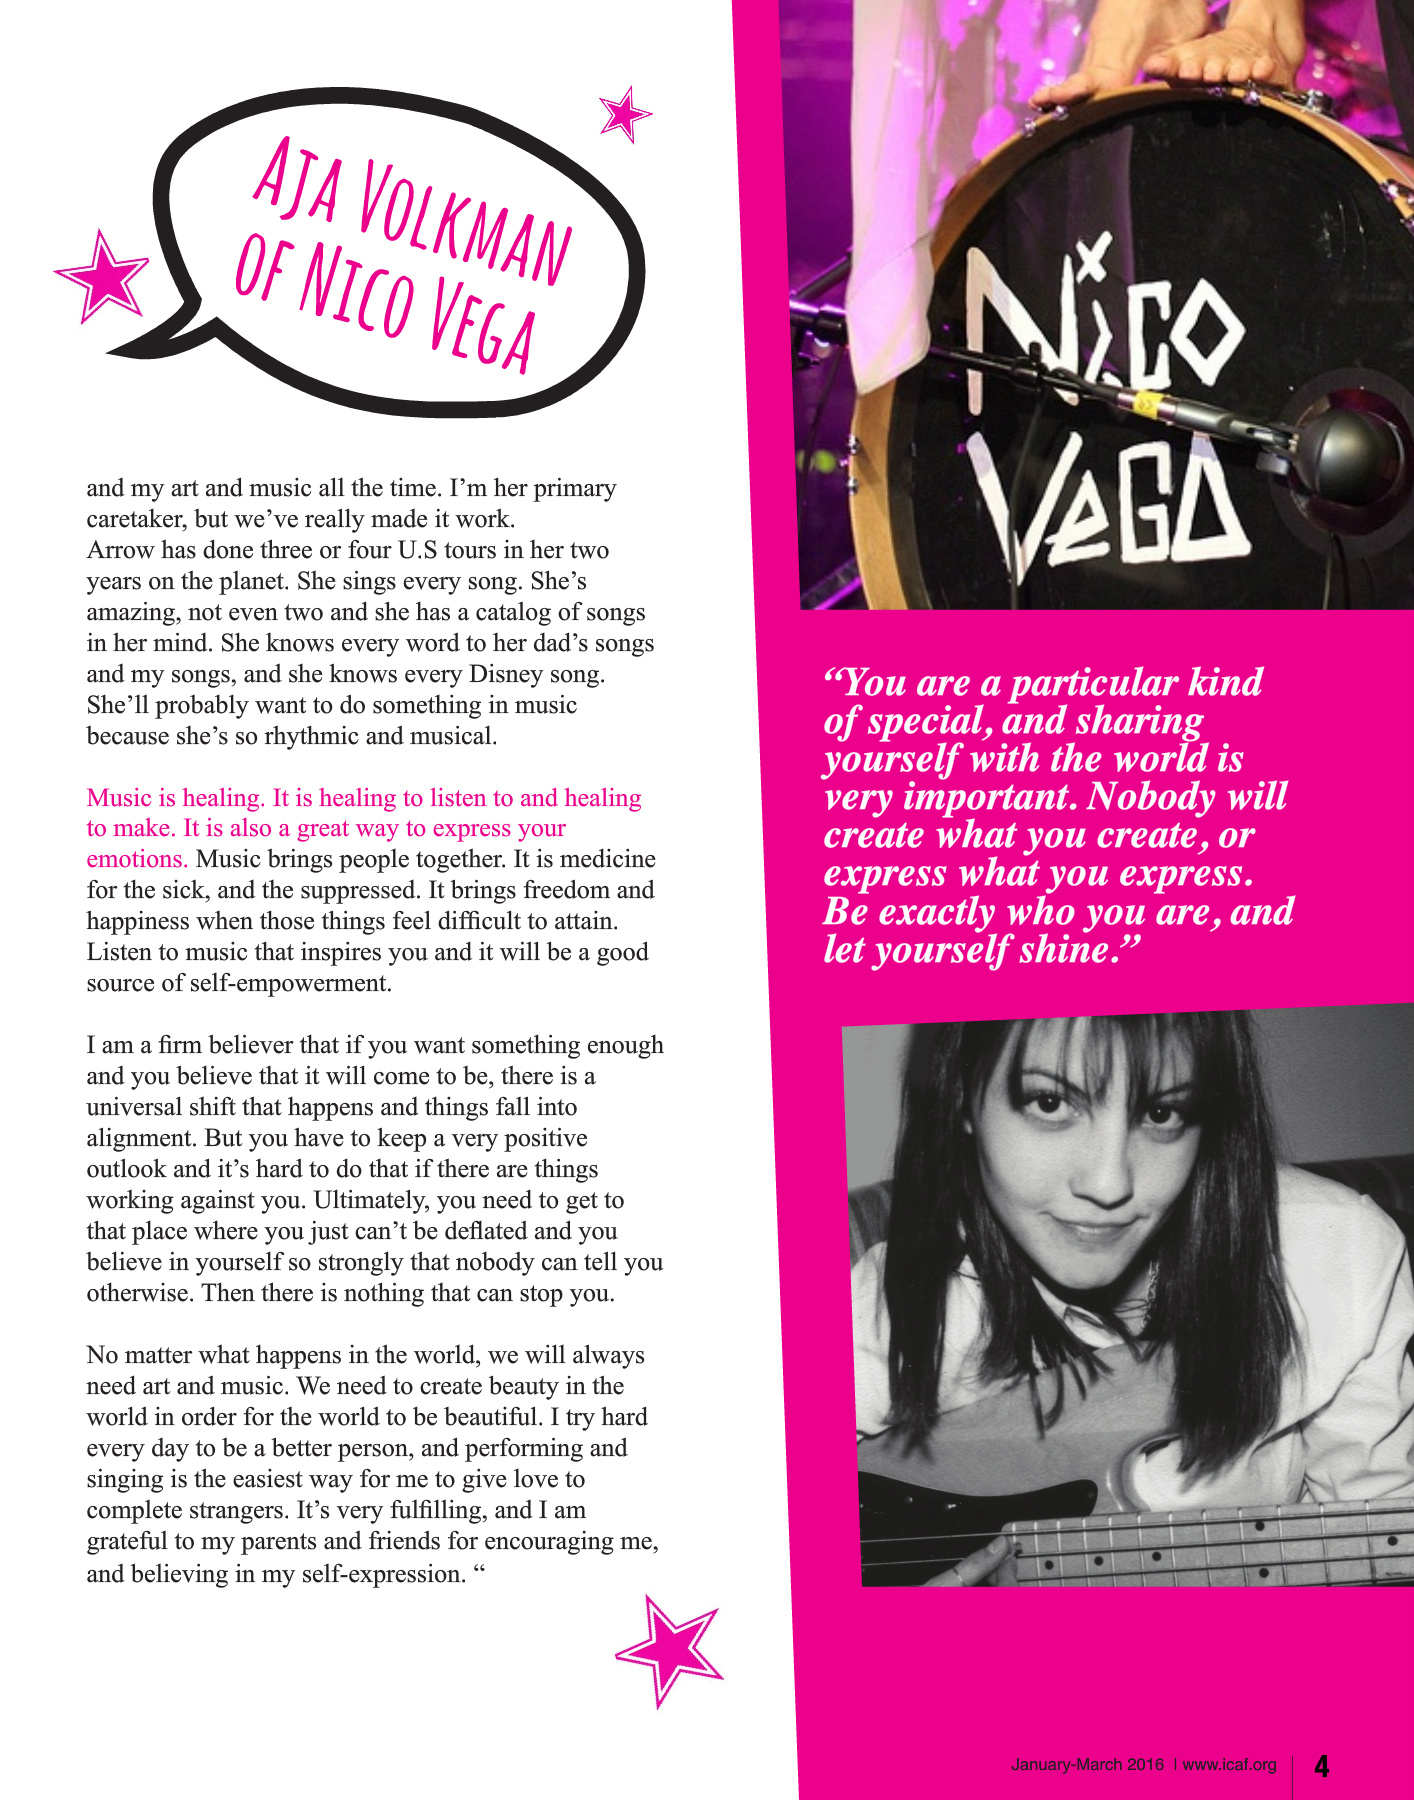 AJA VOLKMAN
OF NICO VEGA
and my art and music all the time. I’m her primary
caretaker, but we’ve really made it work.
Arrow has done three or four U.S tours in her two
years on the planet. She sings every song. She’s
amazing, not even two and she has a catalog of songs
in her mind. She knows every word to her dad’s songs
and my songs, and she knows every Disney song.
She’ll probably want to do something in music
because she’s so rhythmic and musical.
Music is healing. It is healing to listen to and healing
to make. It is also a great way to express your
emotions. Music brings people together. It is medicine
for the sick, and the suppressed. It brings freedom and
happiness when those things feel difficult to attain.
Listen to music that inspires you and it will be a good
source of self-empowerment.
I am a firm believer that if you want something enough
and you believe that it will come to be, there is a
universal shift that happens and things fall into
alignment. But you have to keep a very positive
outlook and it’s hard to do that if there are things
working against you. Ultimately, you need to get to
that place where you just can’t be deflated and you
believe in yourself so strongly that nobody can tell you
otherwise. Then there is nothing that can stop you.
No matter what happens in the world, we will always
need art and music. We need to create beauty in the
world in order for the world to be beautiful. I try hard
every day to be a better person, and performing and
singing is the easiest way for me to give love to
complete strangers. It’s very fulfilling, and I am
grateful to my parents and friends for encouraging me,
and believing in my self-expression. “
NiCO
VeGA
“You are a particular kind
of special, and sharing
yourself with the world is
very important. Nobody will
create what you create, or
express what you express.
Be exactly who you are, and
let yourself shine.”
January-March 2016 | www.icaf.org 4